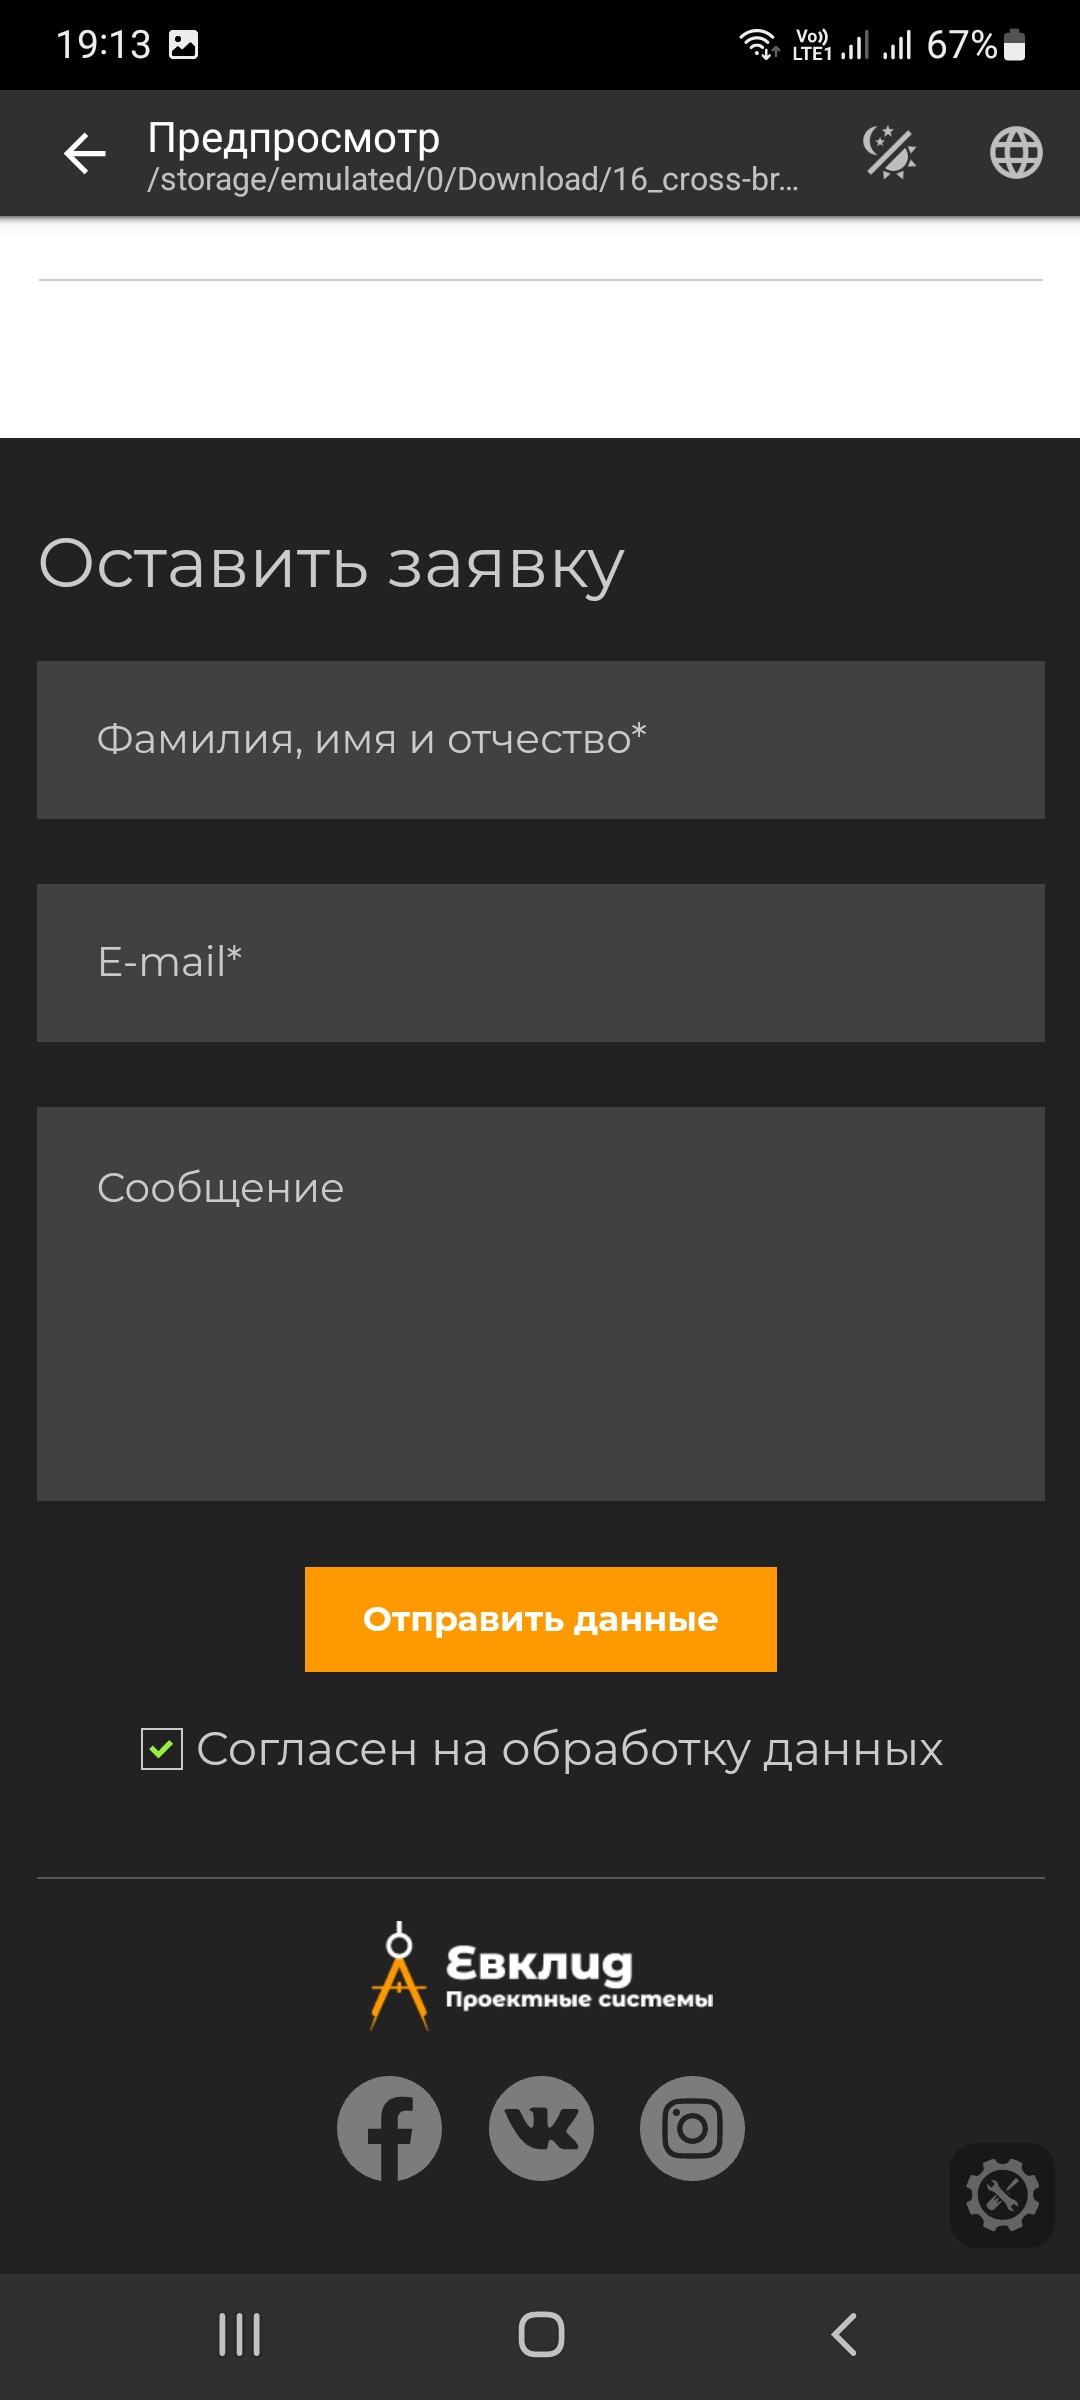 19:13
Vo)) LTE1 67%
Предпросмотр
/storage/emulated/0/Download/16_cross-br...
Оставить заявку
Фамилия, имя и отчество*
E-mail*
Сообщение
Отправить данные
Согласен на обработку данных
Евклид
Проектные системы